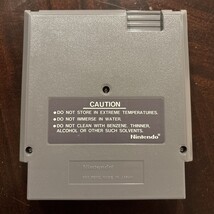 CAUTION
• DO NOT STORE IN EXTREME TEMPERATURES.
• DO NOT IMMERSE IN WATER.
• DO NOT CLEAN WITH BENZENE, THINNER,
ALCOHOL OR OTHER SUCH SOLVENTS.
Nintendo®